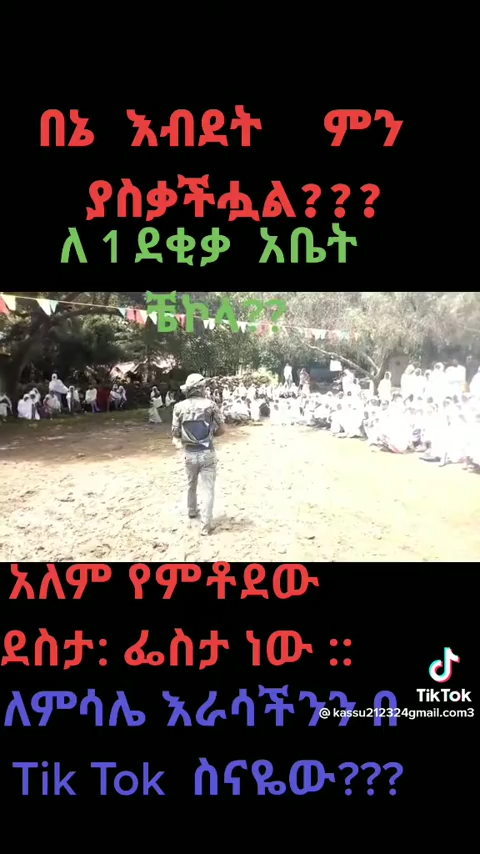 በኔ እብደት ምን
ያስቃችሗል???
ለ 1 ደቂቃ አቤት
ቼኮላ??
አለም የምቶደው
ደስታ: ፌስታ ነው ::
ለምሳሌ እራሳችንን በ
Tik Tok ስናዬው???
TikTok
@kassu212324gmail.com3